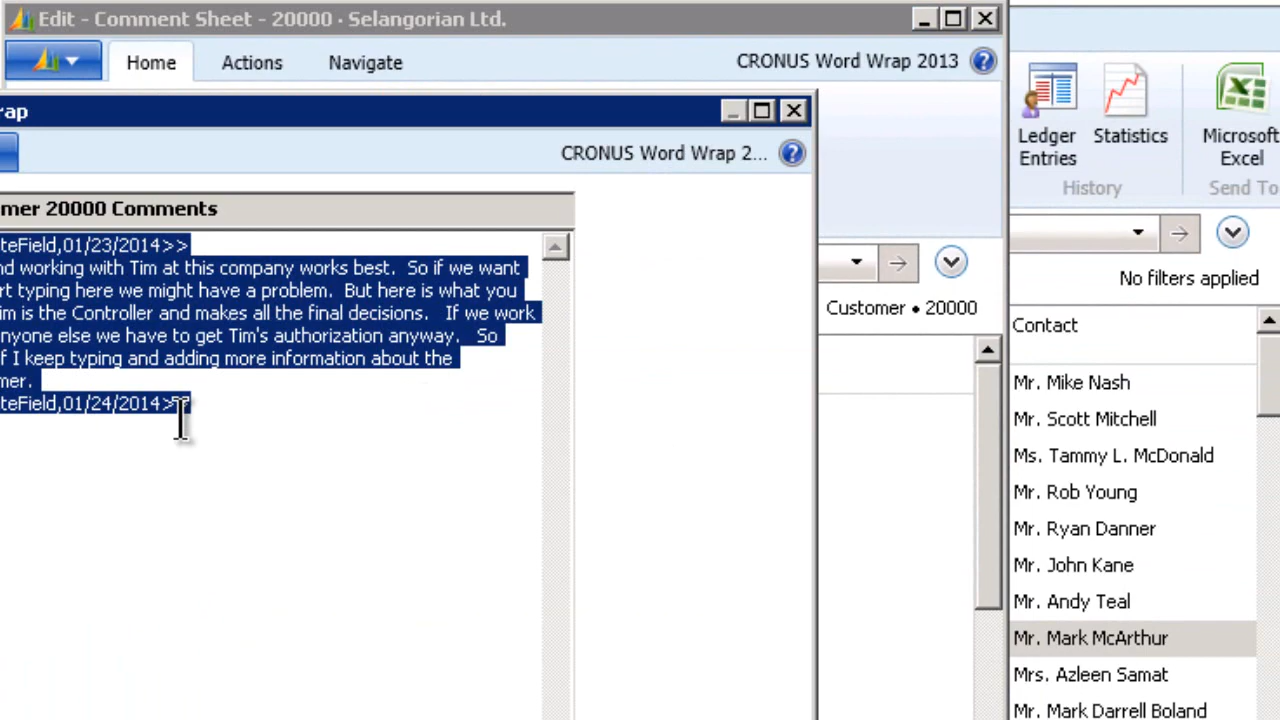 Edit - Comment Sheet - 20000 · Selangorian Ltd.
Home Actions Navigate CRONUS Word Wrap 2013
rap
CRONUS Word Wrap 2...
mer 20000 Comments
teField,01/23/2014>>
nd working with Tim at this company works best. So if we want
rt typing here we might have a problem. But here is what you
im is the Controller and makes all the final decisions. If we work
nyone else we have to get Tim's authorization anyway. So
f I keep typing and adding more information about the
mer.
teField,01/24/2014>>
Customer • 20000
Ledger Entries
Statistics
Microsoft Excel
History
Send To
No filters applied
Contact
Mr. Mike Nash
Mr. Scott Mitchell
Ms. Tammy L. McDonald
Mr. Rob Young
Mr. Ryan Danner
Mr. John Kane
Mr. Andy Teal
Mr. Mark McArthur
Mrs. Azleen Samat
Mr. Mark Darrell Boland